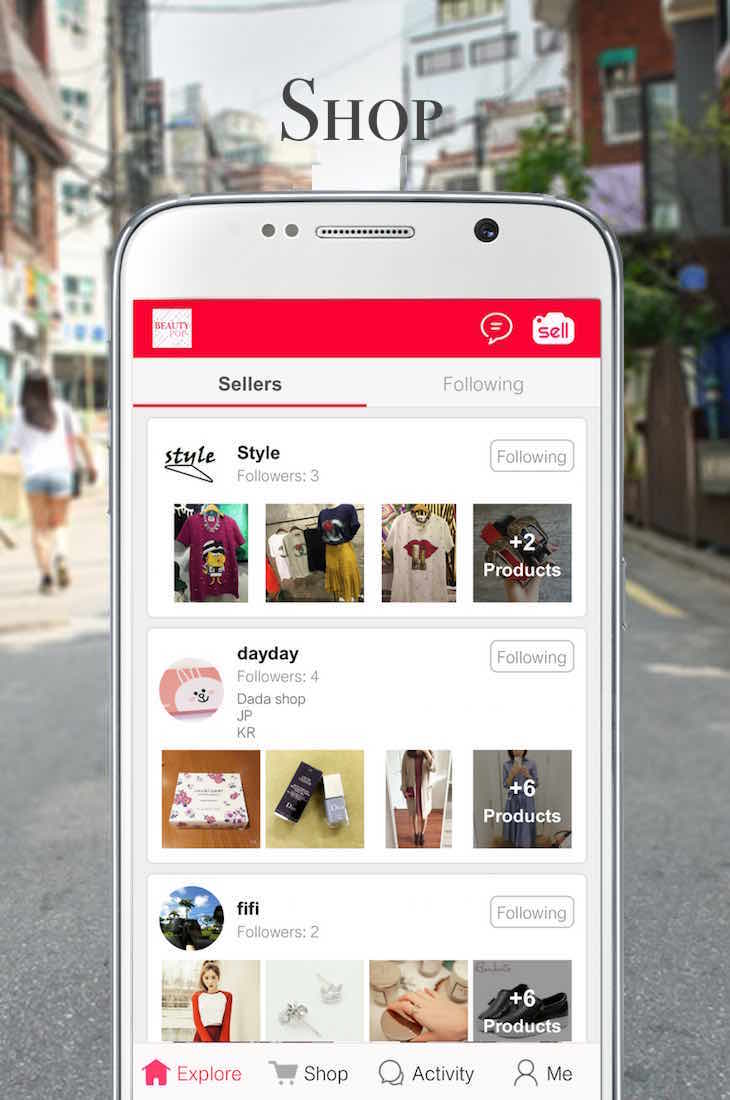 SHOP
BEAUTY
POP
sell
Sellers
Following
style
Style
Followers: 3
Following
+2
Products
dayday
Followers: 4
Following
Dada shop
JP
KR
Dior
+6
Products
fifi
Followers: 2
Following
+6
Products
Explore
Shop
Activity
Me